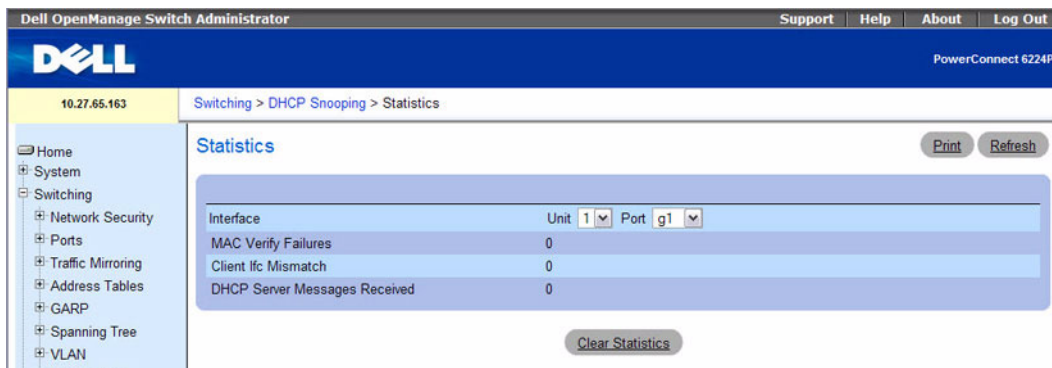 Dell OpenManage Switch Administrator Support Help About Log Out
DELL
PowerConnect 6224P
10.27.65.163
Switching > DHCP Snooping > Statistics
Home
System
Switching
Network Security
Ports
Traffic Mirroring
Address Tables
GARP
Spanning Tree
VLAN
Statistics
Print Refresh
Interface Unit 1 Port g1
MAC Verify Failures 0
Client Ifc Mismatch 0
DHCP Server Messages Received 0
Clear Statistics